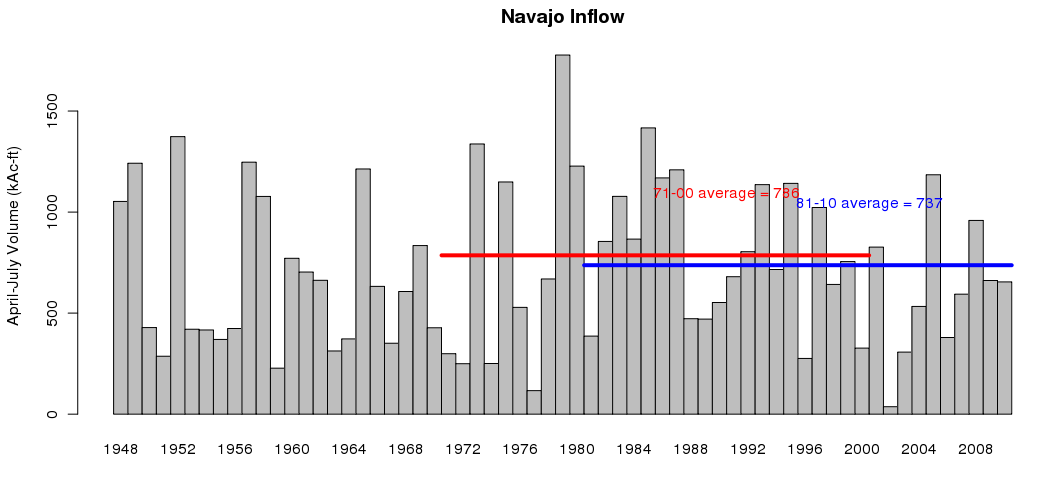 Navajo Inflow
April-July Volume (kAc-ft)
1500
1000
500
0
71-00 average = 786
81-10 average = 737
1948 1952 1956 1960 1964 1968 1972 1976 1980 1984 1988 1992 1996 2000 2004 2008